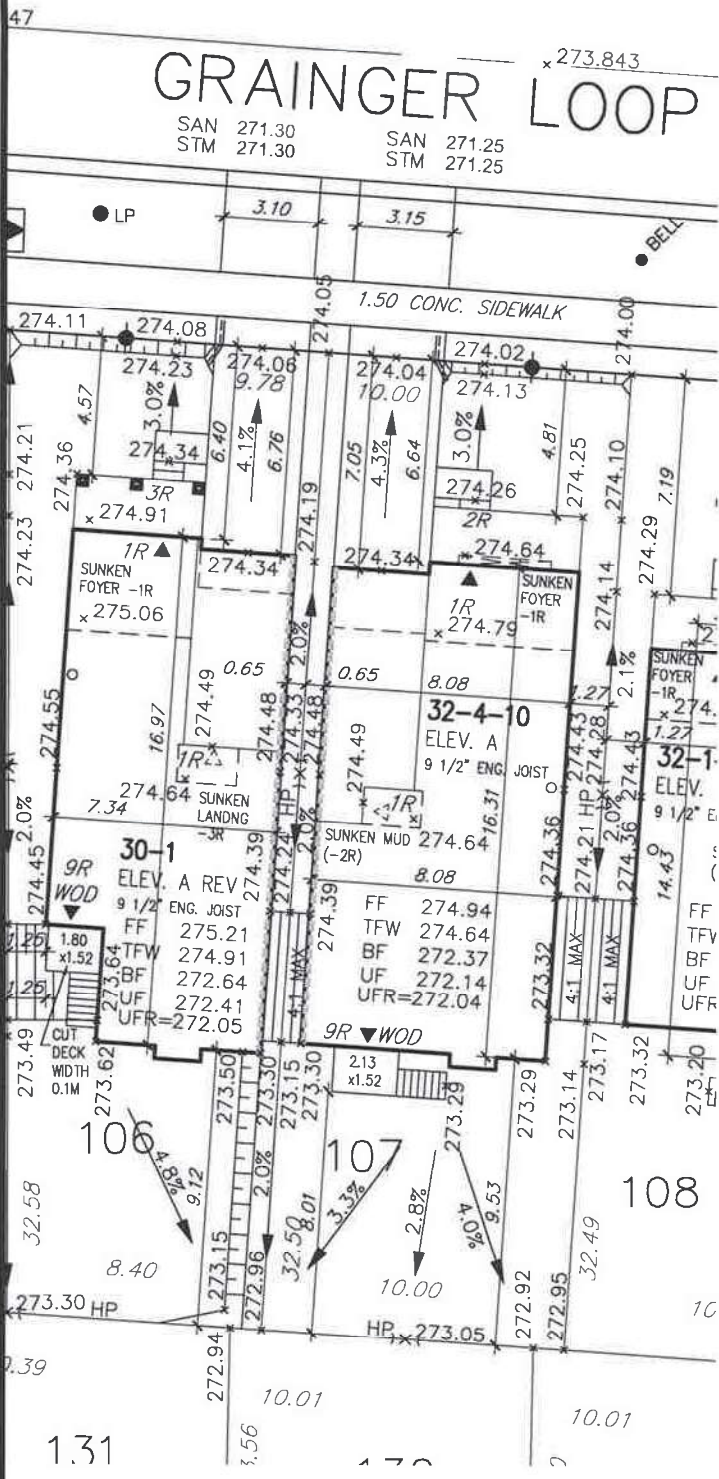 47
273.843
GRAINGER LOOP
SAN 271.30
STM 271.30
SAN 271.25
STM 271.25
LP
3.10
3.15
BELL
1.50 CONC. SIDEWALK
274.05
274.00
274.11
274.08
274.23
274.06
9.78
274.04
10.00
274.02
274.13
4.57
3.0%
6.40
4.1%
6.76
7.05
4.3%
6.64
3.0%
4.81
274.21
274.36
274.34
274.19
274.26
274.25
274.10
7.19
3R
2R
274.23
274.91
274.29
1R
274.34
274.34
274.64
274.14
SUNKEN
FOYER -1R
275.06
SUNKEN
FOYER
-1R
1R
274.79
2.0%
2.1%
SUNKEN
FOYER
-1R
274.
0.65
0.65
8.08
1.27
1.27
274.55
16.97
274.49
274.48
274.33
274.48
32-4-10
ELEV. A
9 1/2" ENG. JOIST
274.43
274.28
274.43
32-1-
ELEV.
9 1/2" E
1R
274.49
1R
274.64
SUNKEN
LANDNG
-3R
HP
2.0%
SUNKEN MUD
(-2R)
274.64
16.31
274.36
274.21
HP
2.0%
274.36
14.43
2.0%
7.34
274.45
30-1
ELEV. A REV
9 1/2" ENG. JOIST
274.39
274.24
274.39
8.08
9R
WOD
FF 275.21
TFW 274.91
BF 272.64
UF 272.41
UFR=272.05
FF 274.94
TFW 274.64
BF 272.37
UF 272.14
UFR=272.04
FF
TFW
BF
UF
UFR
1.25
1.80
x1.52
273.64
4:1 MAX
273.32
4:1 MAX
4:1 MAX
1.25
273.49
CUT
DECK
WIDTH
0.1M
273.62
273.50
273.30
273.15
273.30
9R WOD
2.13
x1.52
273.29
273.29
273.14
273.17
273.32
273.20
106
107
108
4.8%
9.12
2.0%
32.50
8.01
3.3%
2.8%
4.0%
9.53
32.58
32.49
8.40
273.15
272.96
10.00
272.92
272.95
10
273.30 HP
HP 273.05
0.39
272.94
10.01
10.01
3.56
131